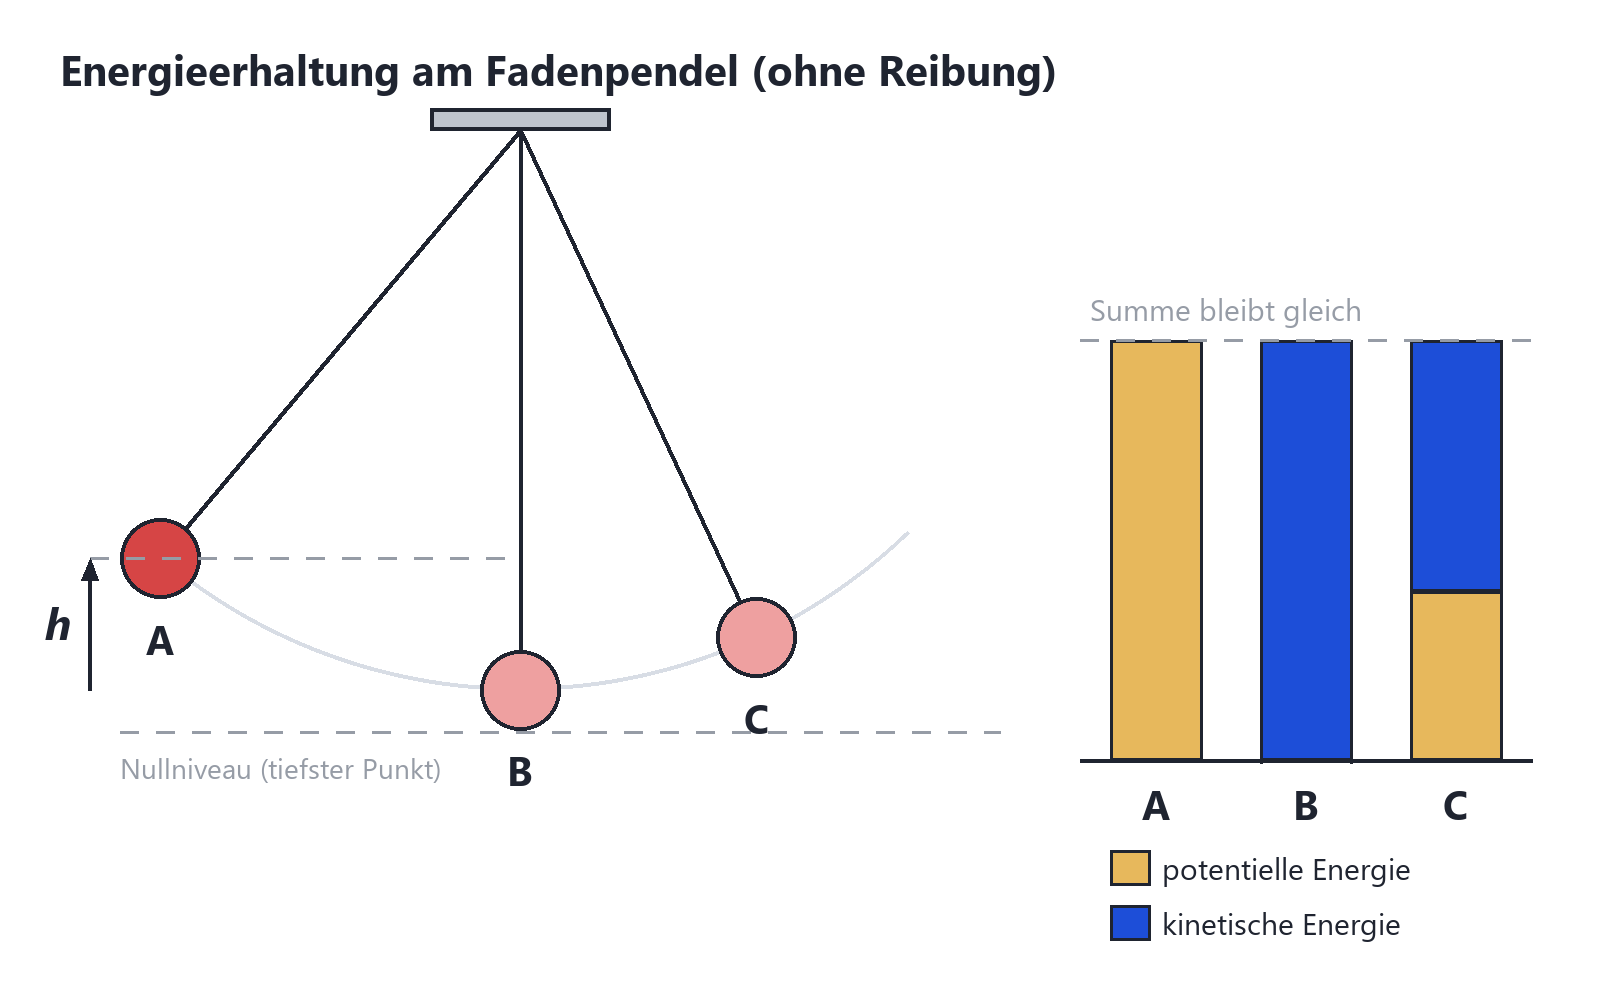 Energieerhaltung am Fadenpendel (ohne Reibung)
h
A
B
C
Nullniveau (tiefster Punkt)
Summe bleibt gleich
A
B
C
potentielle Energie
kinetische Energie